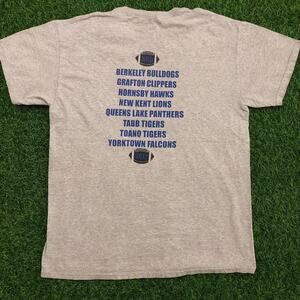 BERKELEY BULLDOGS
GRAFTON CLIPPERS
HORNSBY HAWKS
NEW KENT LIONS
QUEENS LAKE PANTHERS
TABB TIGERS
TOANO TIGERS
YORKTOWN FALCONS